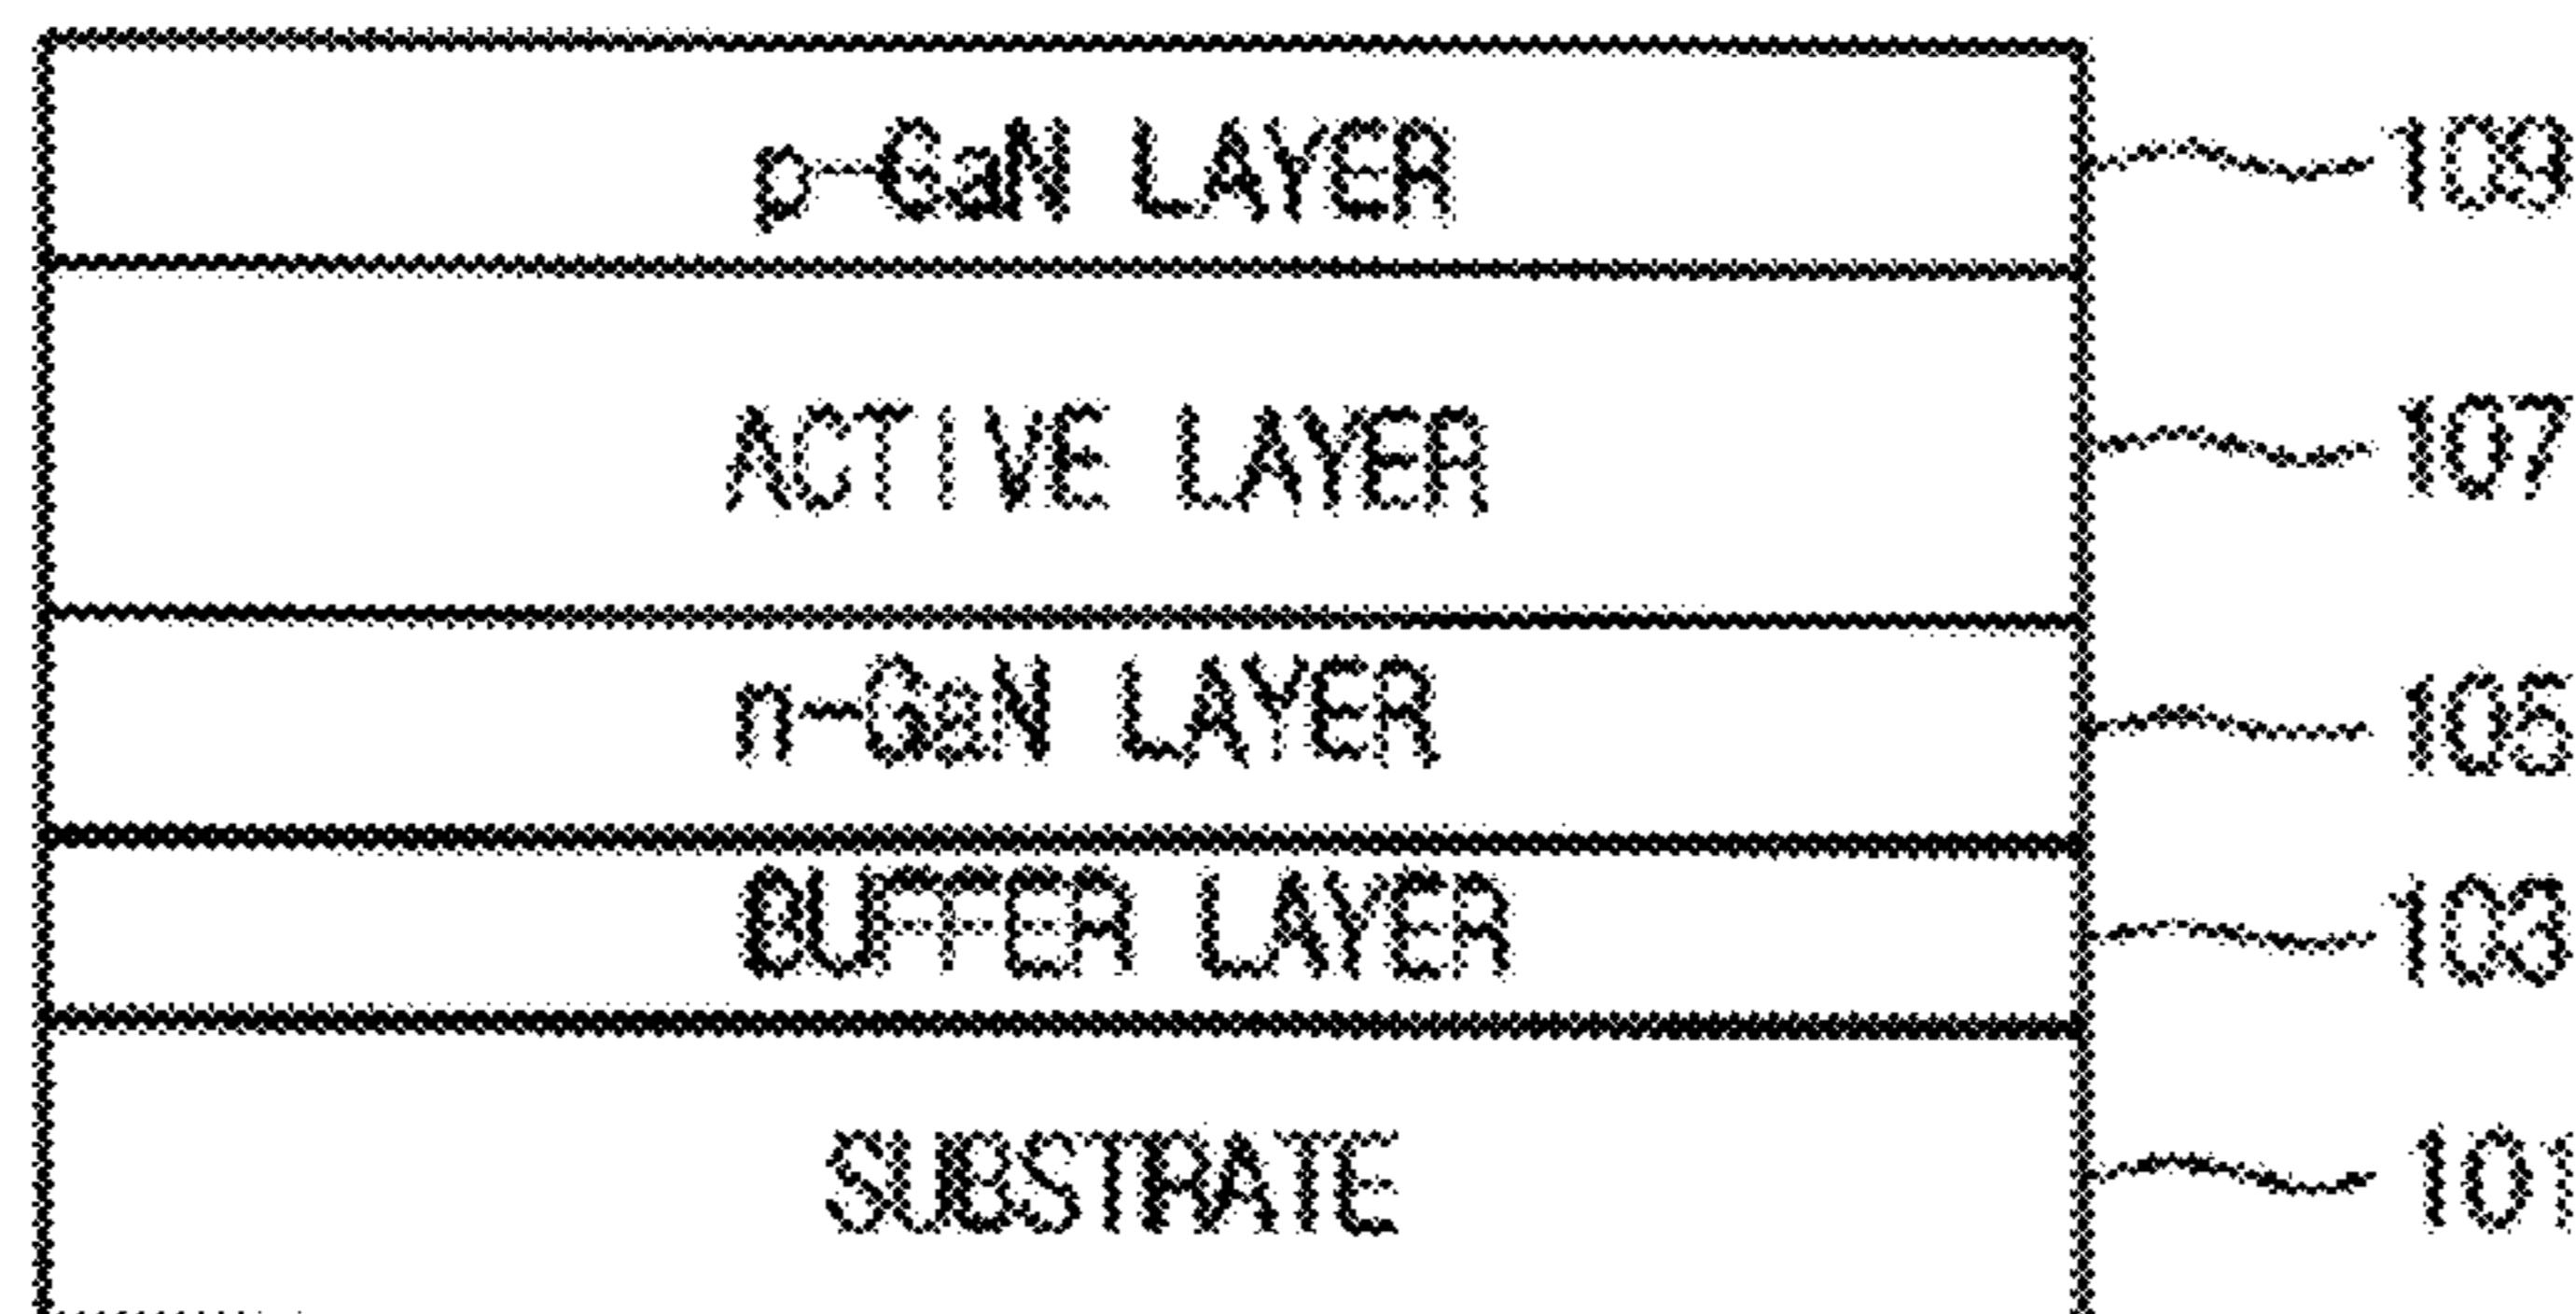 p-GaN LAYER 109
ACTIVE LAYER 107
n-GaN LAYER 105
BUFFER LAYER 103
SUBSTRATE 101